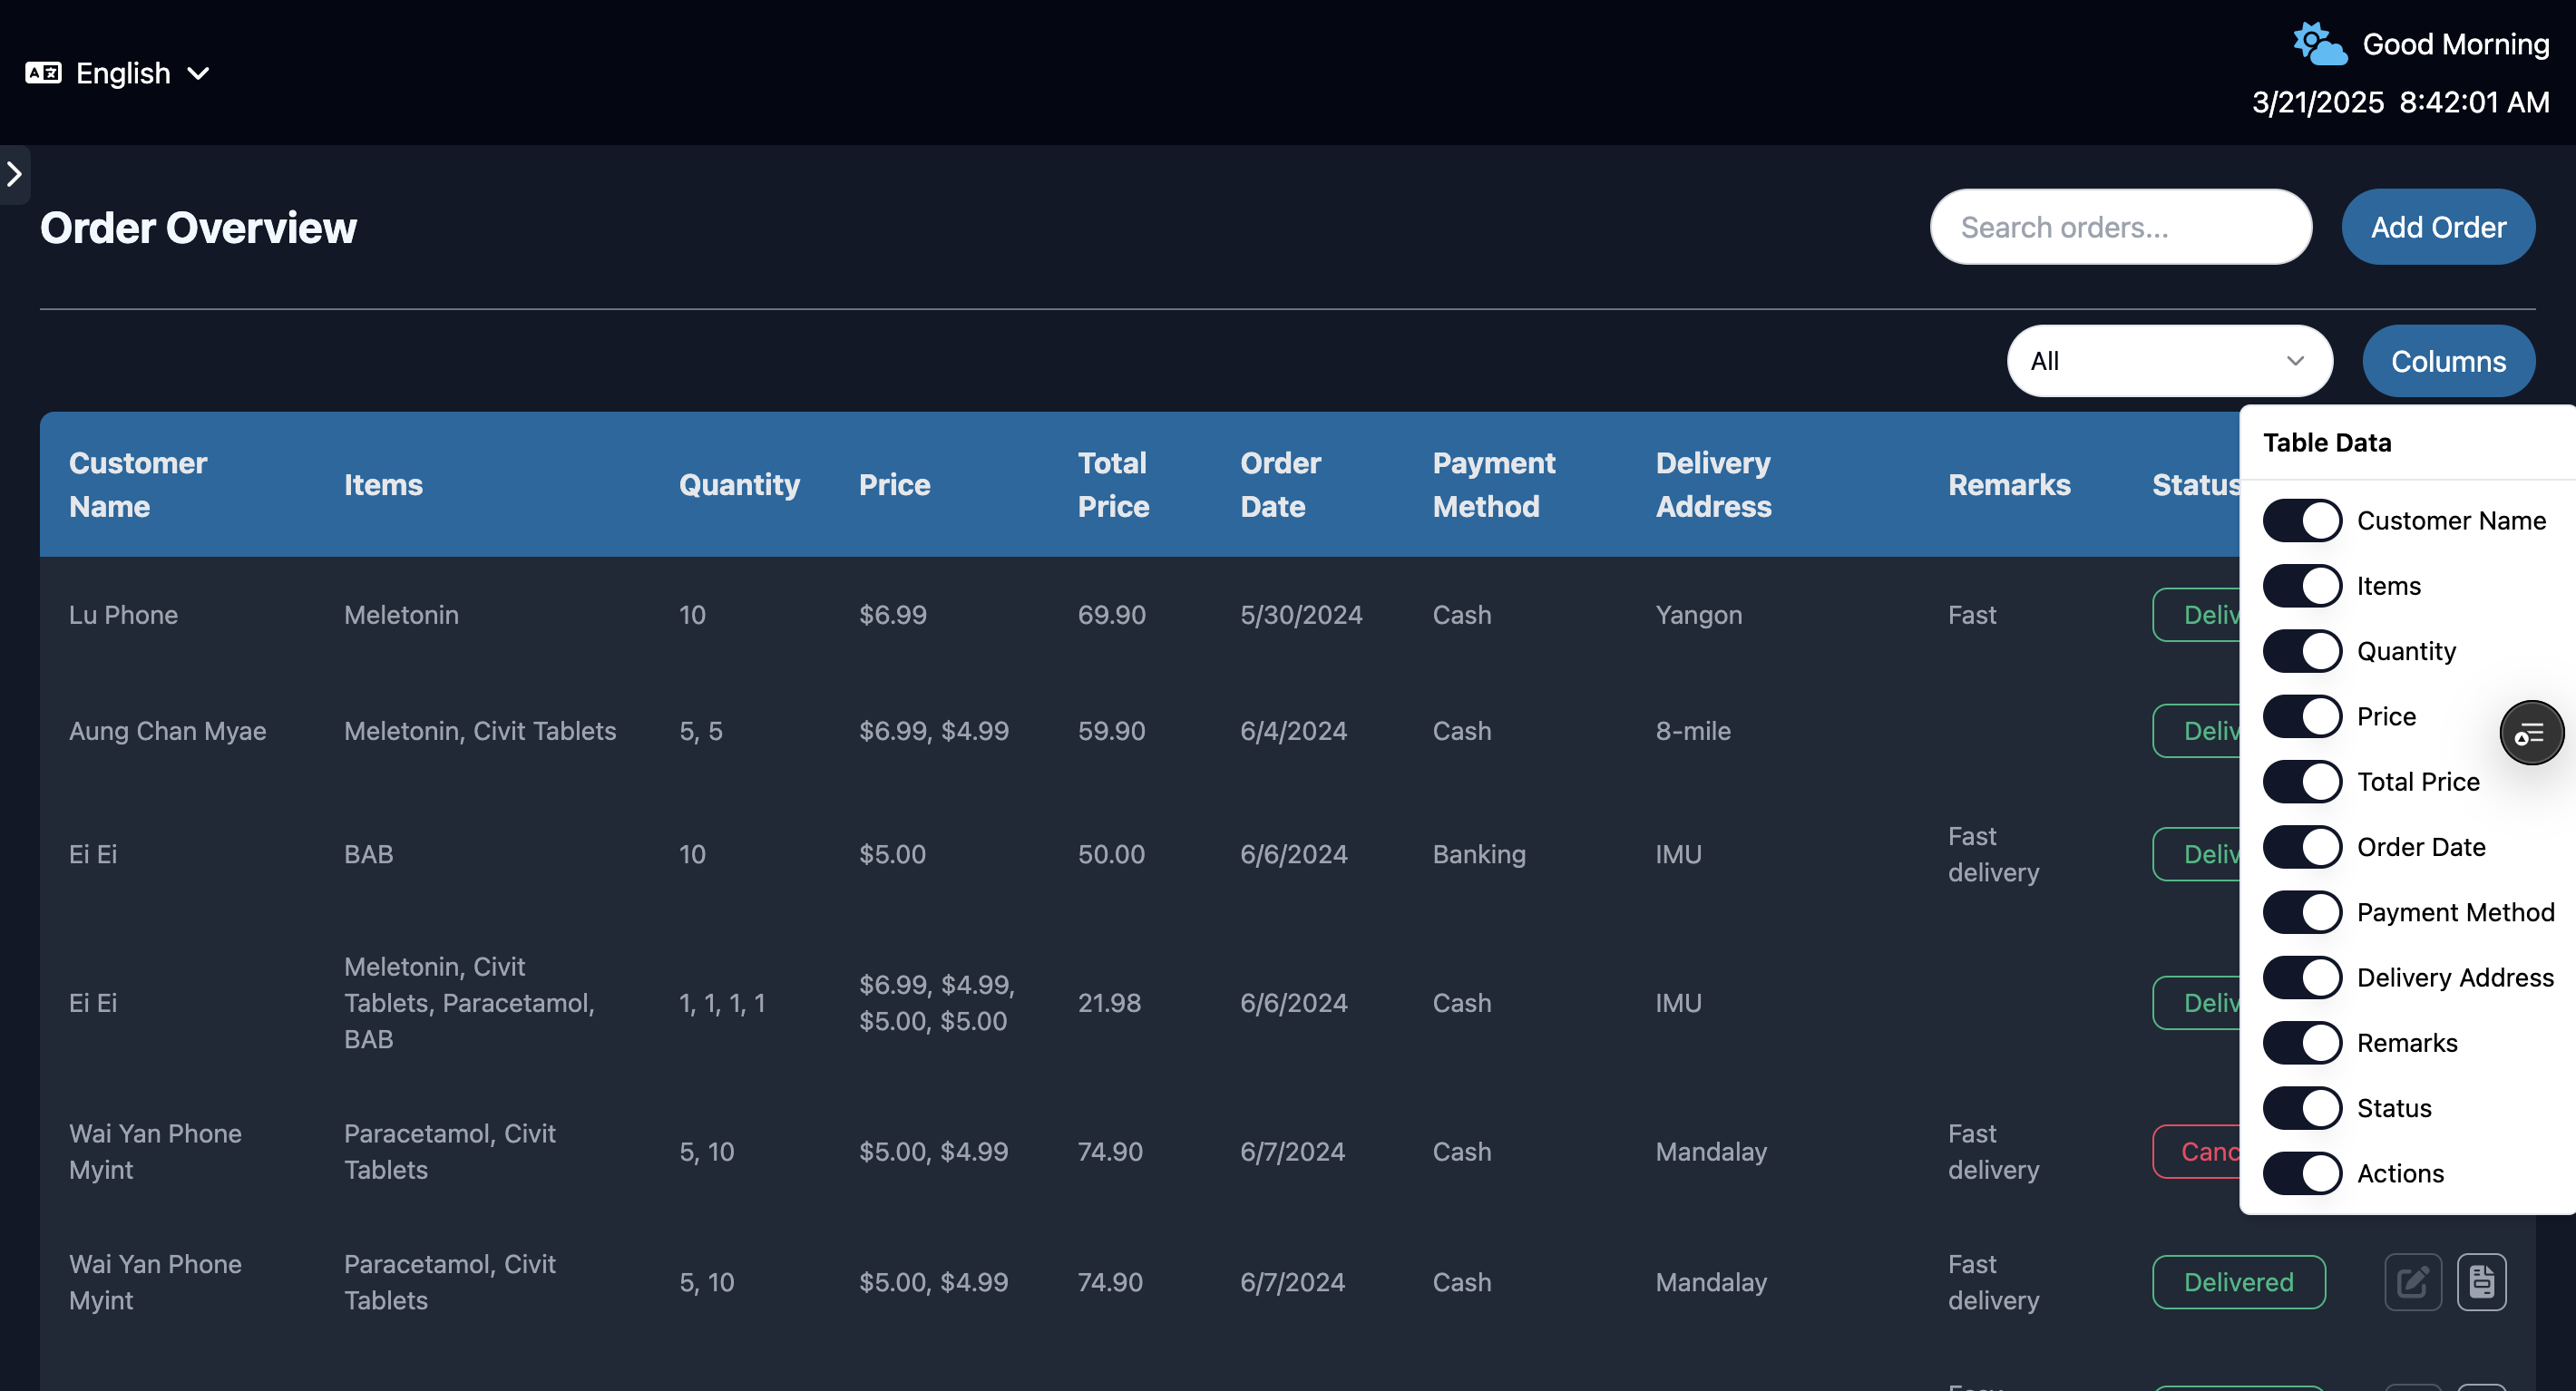 English
Good Morning
3/21/2025 8:42:01 AM
Order Overview
Search orders...
Add Order
All
Columns
Customer Name
Items
Quantity
Price
Total Price
Order Date
Payment Method
Delivery Address
Remarks
Status
Lu Phone
Meletonin
10
$6.99
69.90
5/30/2024
Cash
Yangon
Fast
Deliv
Aung Chan Myae
Meletonin, Civit Tablets
5, 5
$6.99, $4.99
59.90
6/4/2024
Cash
8-mile
Deliv
Ei Ei
BAB
10
$5.00
50.00
6/6/2024
Banking
IMU
Fast
delivery
Deliv
Ei Ei
Meletonin, Civit
Tablets, Paracetamol,
BAB
1, 1, 1, 1
$6.99, $4.99,
$5.00, $5.00
21.98
6/6/2024
Cash
IMU
Deliv
Wai Yan Phone
Myint
Paracetamol, Civit
Tablets
5, 10
$5.00, $4.99
74.90
6/7/2024
Cash
Mandalay
Fast
delivery
Canc
Wai Yan Phone
Myint
Paracetamol, Civit
Tablets
5, 10
$5.00, $4.99
74.90
6/7/2024
Cash
Mandalay
Fast
delivery
Delivered
Table Data
Customer Name
Items
Quantity
Price
Total Price
Order Date
Payment Method
Delivery Address
Remarks
Status
Actions